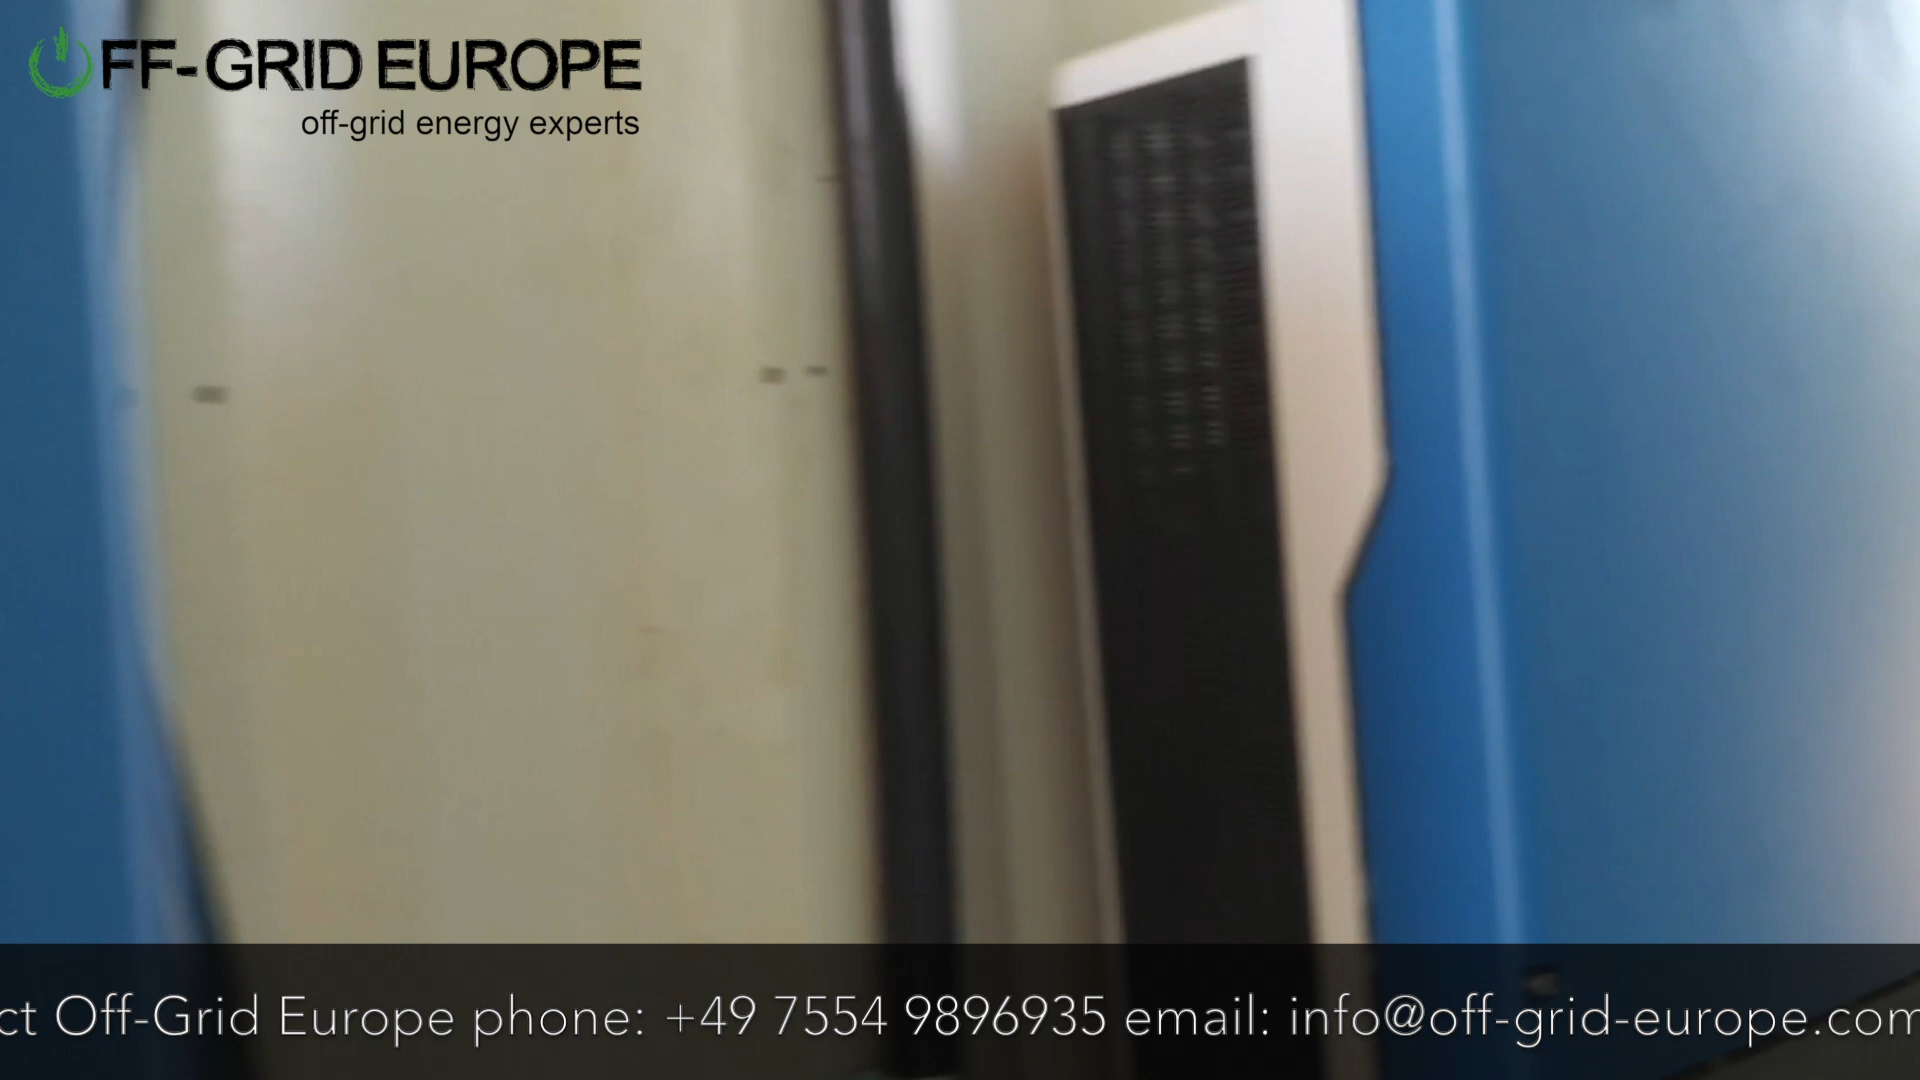 OFF-GRID EUROPE
off-grid energy experts
ct Off-Grid Europe phone: +49 7554 9896935 email: info@off-grid-europe.com